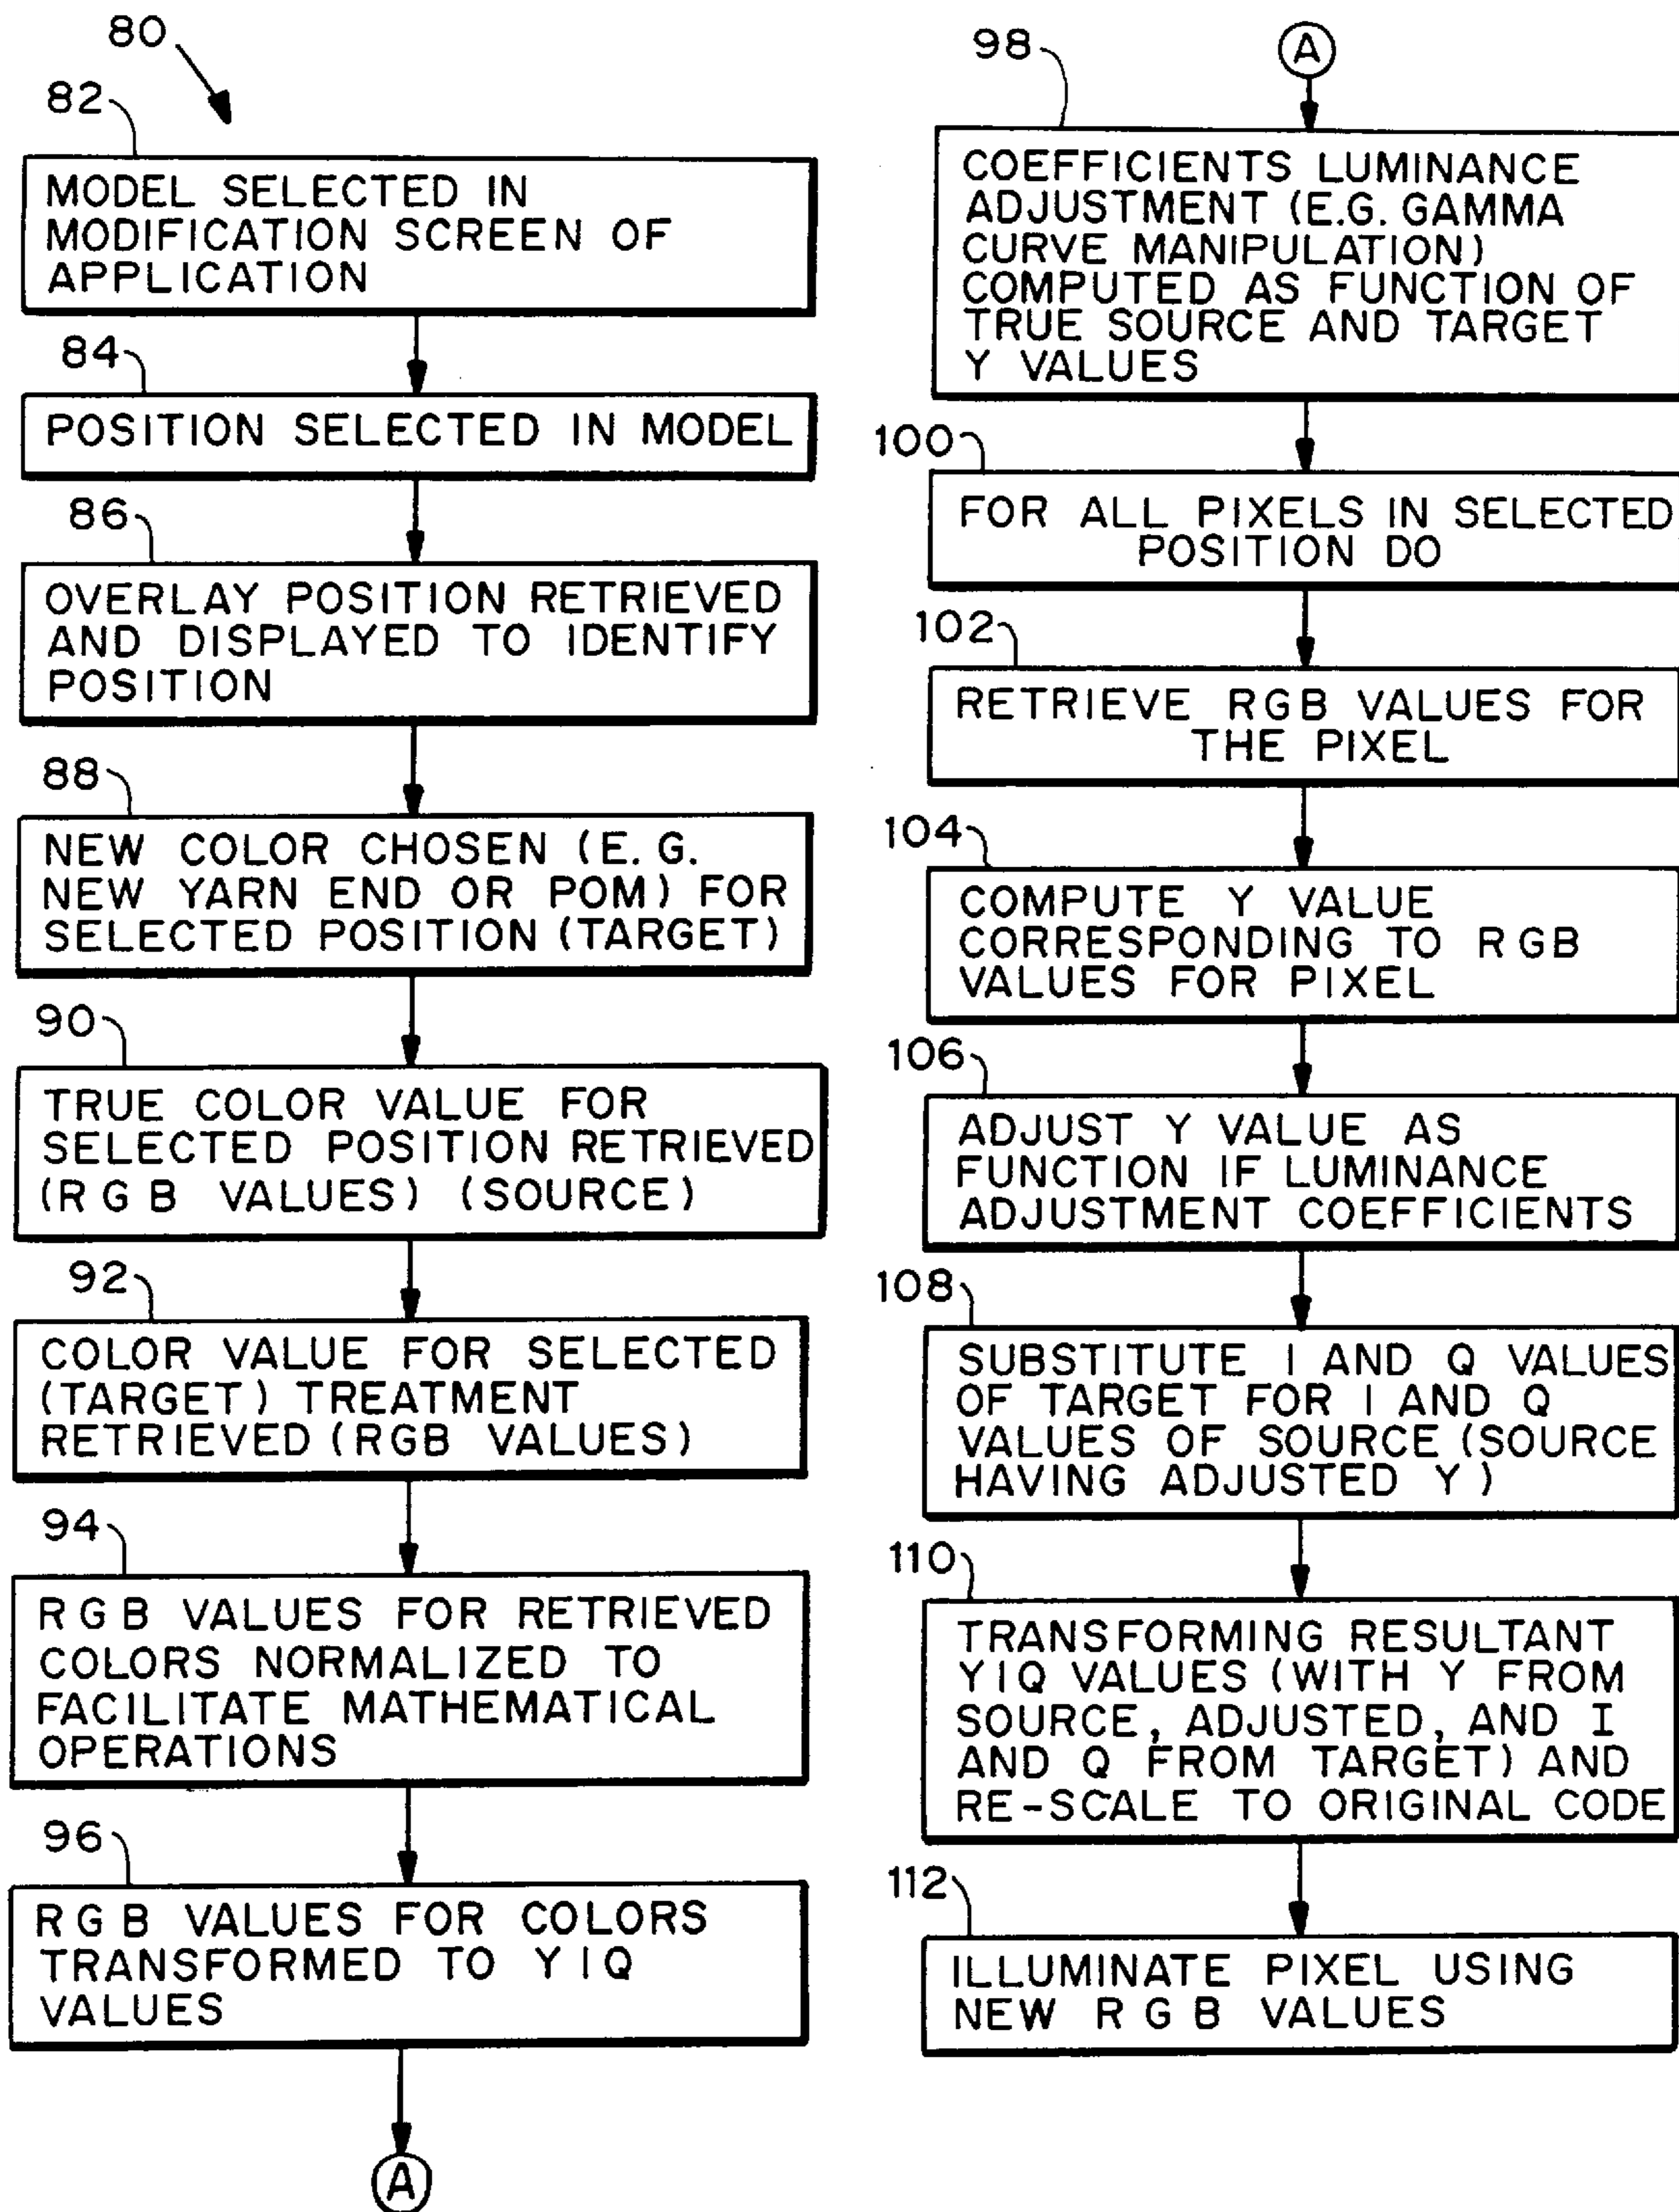 80
82
MODEL SELECTED IN
MODIFICATION SCREEN OF
APPLICATION
84
POSITION SELECTED IN MODEL
86
OVERLAY POSITION RETRIEVED
AND DISPLAYED TO IDENTIFY
POSITION
88
NEW COLOR CHOSEN (E.G.
NEW YARN END OR POM) FOR
SELECTED POSITION (TARGET)
90
TRUE COLOR VALUE FOR
SELECTED POSITION RETRIEVED
(RGB VALUES) (SOURCE)
92
COLOR VALUE FOR SELECTED
(TARGET) TREATMENT
RETRIEVED (RGB VALUES)
94
RGB VALUES FOR RETRIEVED
COLORS NORMALIZED TO
FACILITATE MATHEMATICAL
OPERATIONS
96
RGB VALUES FOR COLORS
TRANSFORMED TO YIQ
VALUES
A
A
98
COEFFICIENTS LUMINANCE
ADJUSTMENT (E.G. GAMMA
CURVE MANIPULATION)
COMPUTED AS FUNCTION OF
TRUE SOURCE AND TARGET
Y VALUES
100
FOR ALL PIXELS IN SELECTED
POSITION DO
102
RETRIEVE RGB VALUES FOR
THE PIXEL
104
COMPUTE Y VALUE
CORRESPONDING TO RGB
VALUES FOR PIXEL
106
ADJUST Y VALUE AS
FUNCTION IF LUMINANCE
ADJUSTMENT COEFFICIENTS
108
SUBSTITUTE I AND Q VALUES
OF TARGET FOR I AND Q
VALUES OF SOURCE (SOURCE
HAVING ADJUSTED Y)
110
TRANSFORMING RESULTANT
YIQ VALUES (WITH Y FROM
SOURCE, ADJUSTED, AND I
AND Q FROM TARGET) AND
RE-SCALE TO ORIGINAL CODE
112
ILLUMINATE PIXEL USING
NEW RGB VALUES